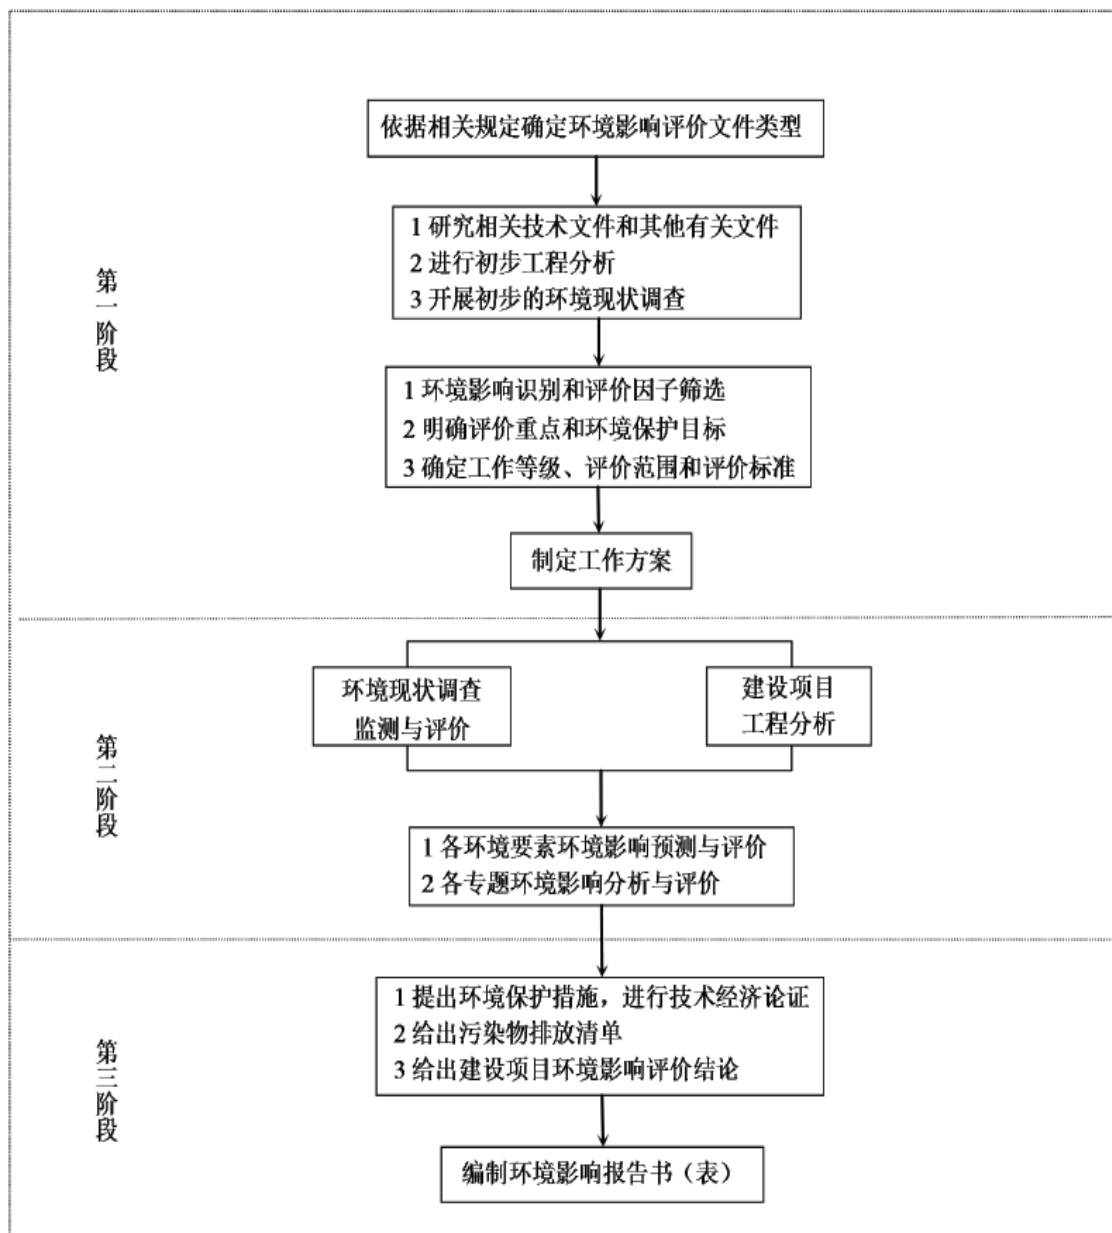 第一阶段
依据相关规定确定环境影响评价文件类型
1 研究相关技术文件和其他有关文件
2 进行初步工程分析
3 开展初步的环境现状调查
1 环境影响识别和评价因子筛选
2 明确评价重点和环境保护目标
3 确定工作等级、评价范围和评价标准
制定工作方案
第二阶段
环境现状调查
监测与评价
建设项目
工程分析
1 各环境要素环境影响预测与评价
2 各专题环境影响分析与评价
第三阶段
1 提出环境保护措施，进行技术经济论证
2 给出污染物排放清单
3 给出建设项目环境影响评价结论
编制环境影响报告书（表）